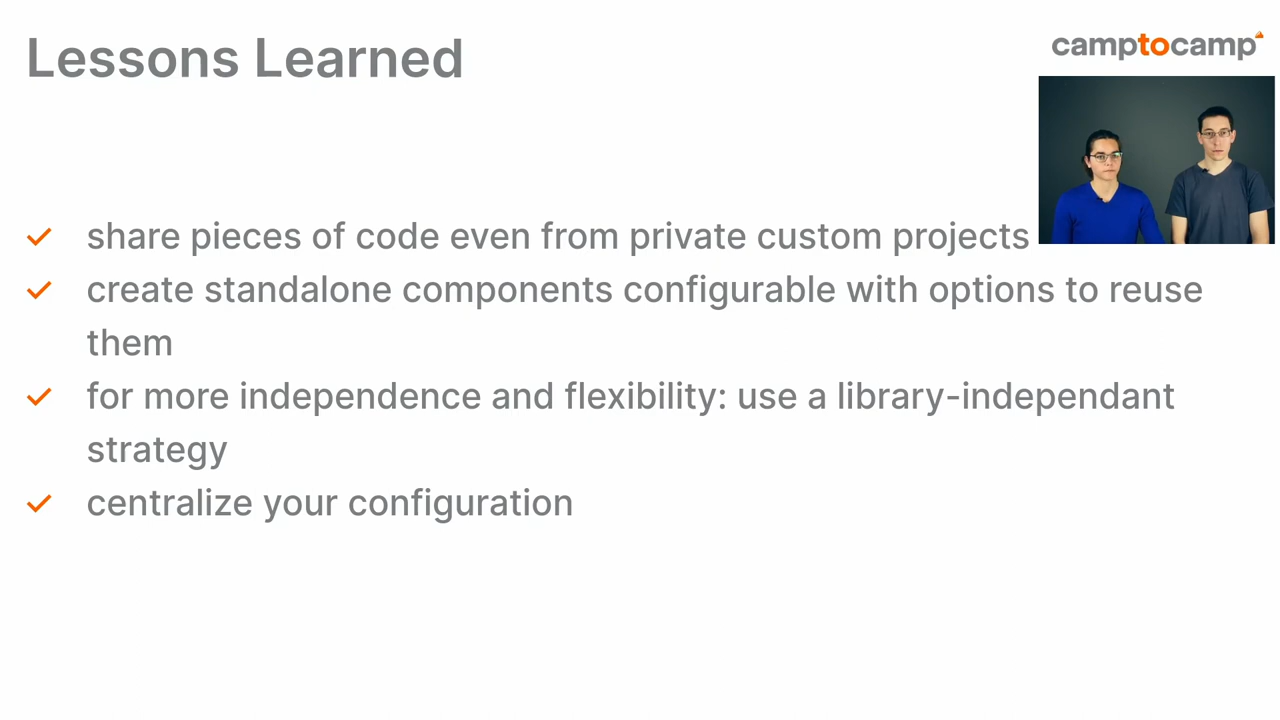 Lessons Learned
camptocamp
share pieces of code even from private custom projects
create standalone components configurable with options to reuse
them
for more independence and flexibility: use a library-independant
strategy
centralize your configuration